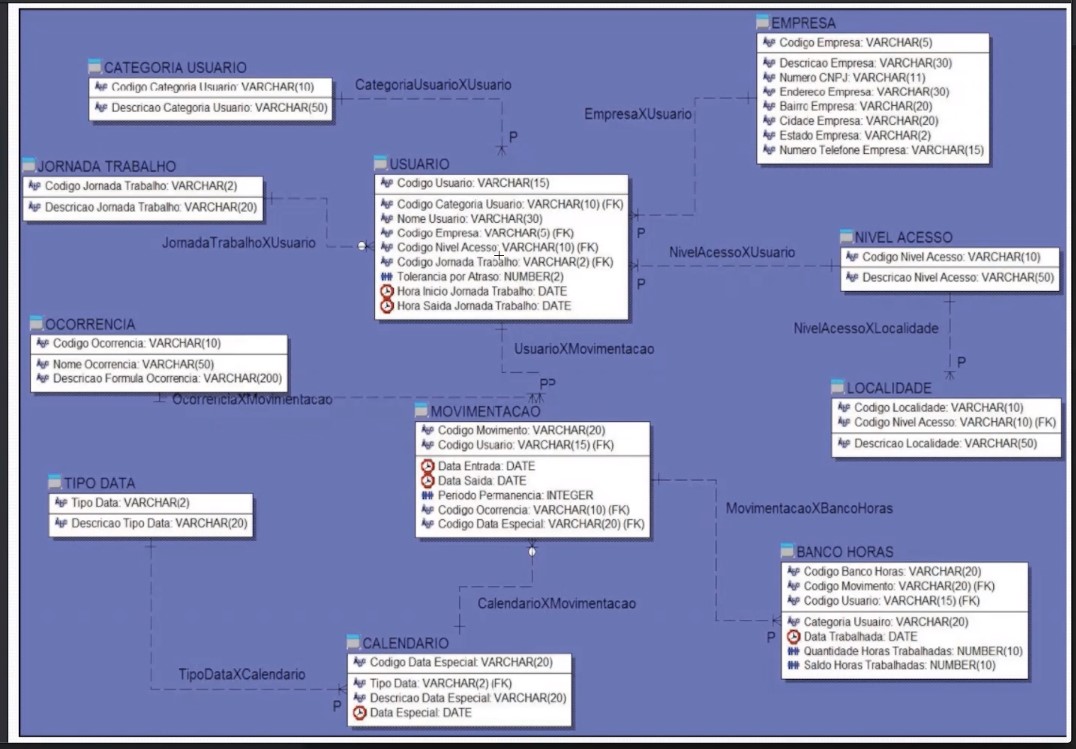 EMPRESA
Codigo Empresa: VARCHAR(5)
Descricao Empresa: VARCHAR(30)
Numero CNPJ: VARCHAR(11)
Endereco Empresa: VARCHAR(30)
Bairro Empresa: VARCHAR(20)
Cidace Empresa: VARCHAR(20)
Estado Empresa: VARCHAR(2)
Numero Telefone Empresa: VARCHAR(15)
CATEGORIA USUARIO
Codigo Categoria Usuario: VARCHAR(10)
Descricao Categoria Usuario: VARCHAR(50)
CategoriaUsuarioXUsuario
P
EmpresaXUsuario
JORNADA TRABALHO
Codigo Jornada Trabalho: VARCHAR(2)
Descricao Jornada Trabalho: VARCHAR(20)
JornadaTrabalhoXUsuario
USUARIO
Codigo Usuario: VARCHAR(15)
Codigo Categoria Usuario: VARCHAR(10) (FK)
Nome Usuario: VARCHAR(30)
Codigo Empresa: VARCHAR(5) (FK)
Codigo Nivel Acesso: VARCHAR(10) (FK)
Codigo Jornada Trabalho: VARCHAR(2) (FK)
Tolerancia por Atraso: NUMBER(2)
Hora Inicio Jornada Trabalho: DATE
Hora Saida Jornada Trabalho: DATE
P
NivelAcessoXUsuario
P
NIVEL ACESSO
Codigo Nivel Acesso: VARCHAR(10)
Descricao Nivel Acesso: VARCHAR(50)
NivelAcessoXLocalidade
P
OCORRENCIA
Codigo Ocorrencia: VARCHAR(10)
Nome Ocorrencia: VARCHAR(50)
Descricao Formula Ocorrencia: VARCHAR(200)
OcorrenciaXMovimentacao
UsuarioXMovimentacao
PP
LOCALIDADE
Codigo Localidade: VARCHAR(10)
Codigo Nivel Acesso: VARCHAR(10) (FK)
Descricao Localidade: VARCHAR(50)
MOVIMENTACAO
Codigo Movimento: VARCHAR(20)
Codigo Usuario: VARCHAR(15) (FK)
Data Entrada: DATE
Data Saida: DATE
Periodo Permanencia: INTEGER
Codigo Ocorrencia: VARCHAR(10) (FK)
Codigo Data Especial: VARCHAR(20) (FK)
TIPO DATA
Tipo Data: VARCHAR(2)
Descricao Tipo Data: VARCHAR(20)
MovimentacaoXBancoHoras
BANCO HORAS
Codigo Banco Horas: VARCHAR(20)
Codigo Movimento: VARCHAR(20) (FK)
Codigo Usuario: VARCHAR(15) (FK)
Categoria Usuairo: VARCHAR(20)
Data Trabalhada: DATE
Quantidade Horas Trabalhadas: NUMBER(10)
Saldo Horas Trabalhadas: NUMBER(10)
P
CalendarioXMovimentacao
CALENDARIO
Codigo Data Especial: VARCHAR(20)
Tipo Data: VARCHAR(2) (FK)
Descricao Data Especial: VARCHAR(20)
Data Especial: DATE
TipoDataXCalendario
P